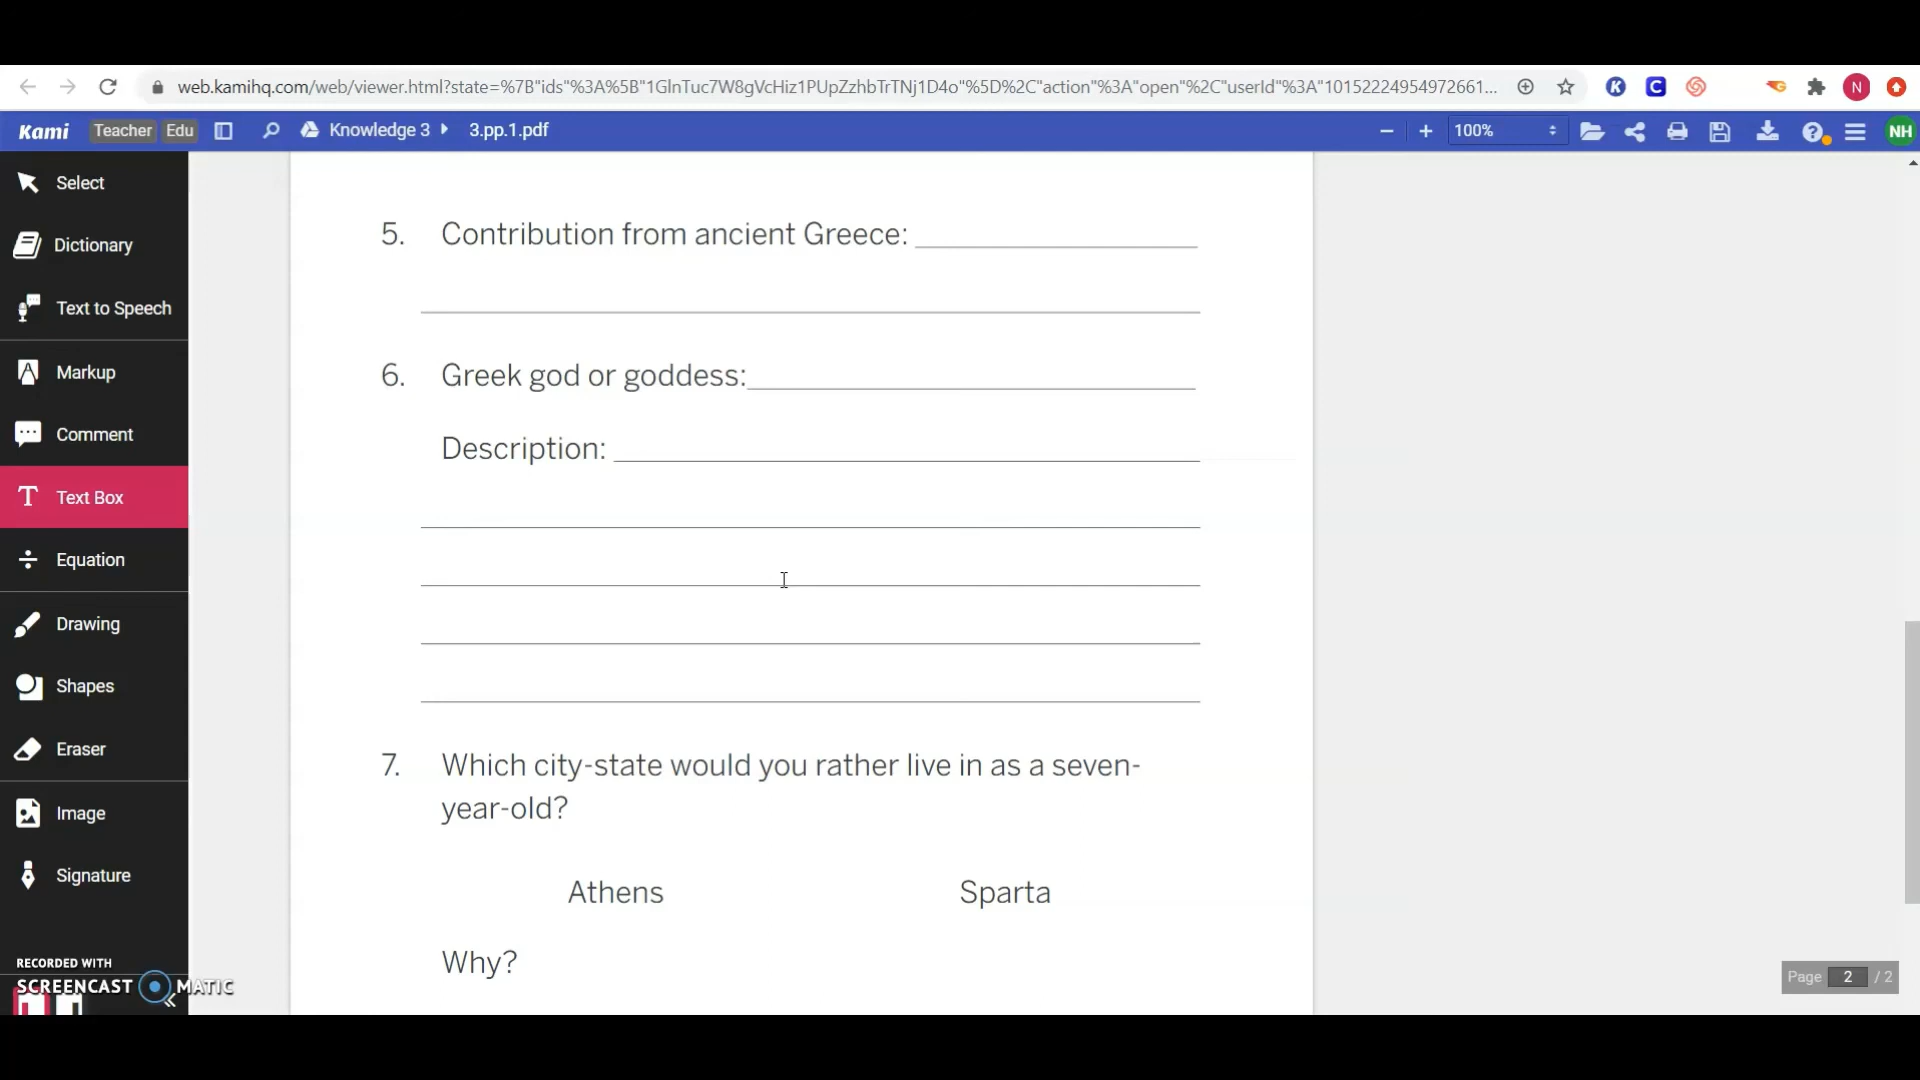 web.kamihq.com/web/viewer.html?state=%7B"ids"%3A%5B"1GlnTuc7W8gVcHiz1PUpZzhbTrTNj1D4o"%5D%2C"action"%3A"open"%2C"userId"%3A"10152224954972661...
K C N
Kami Teacher Edu Knowledge 3 3.pp.1.pdf 100% NH
Select
Dictionary
Text to Speech
Markup
Comment
Text Box
Equation
Drawing
Shapes
Eraser
Image
Signature
RECORDED WITH
SCREENCAST MATIC
5. Contribution from ancient Greece:
6. Greek god or goddess:
Description:
7. Which city-state would you rather live in as a seven-
year-old?
Athens Sparta
Why?
Page 2 / 2